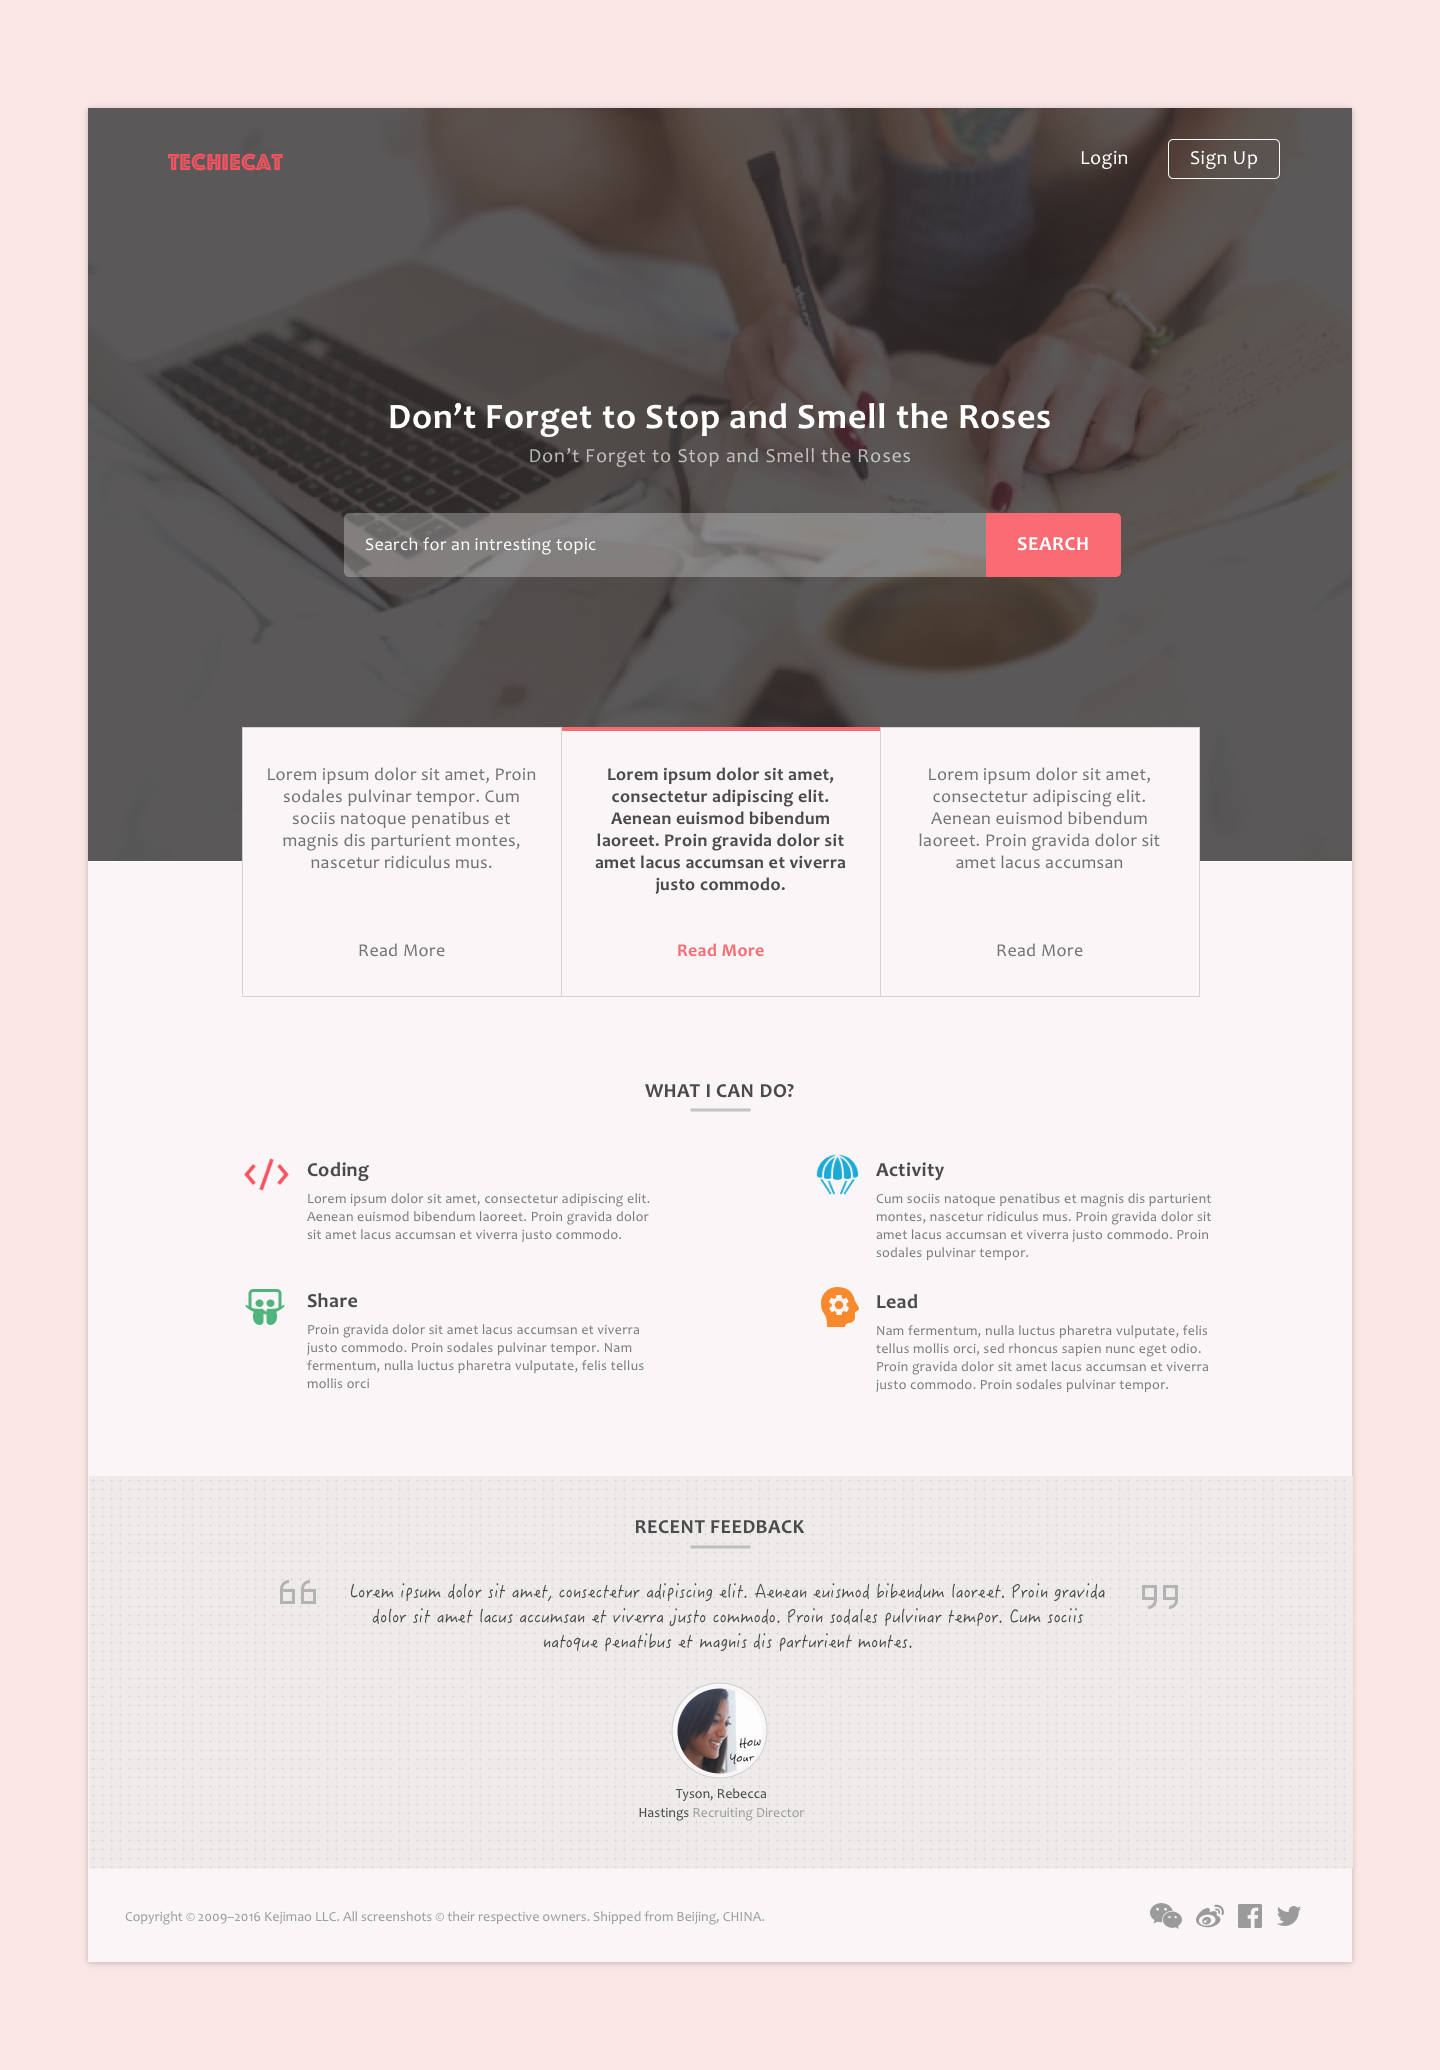 TECHIECAT
Login
Sign Up
Don’t Forget to Stop and Smell the Roses
Don’t Forget to Stop and Smell the Roses
Search for an intresting topic
SEARCH
Lorem ipsum dolor sit amet, Proin
sodales pulvinar tempor. Cum
sociis natoque penatibus et
magnis dis parturient montes,
nascetur ridiculus mus.
Read More
Lorem ipsum dolor sit amet,
consectetur adipiscing elit.
Aenean euismod bibendum
laoreet. Proin gravida dolor sit
amet lacus accumsan et viverra
justo commodo.
Read More
Lorem ipsum dolor sit amet,
consectetur adipiscing elit.
Aenean euismod bibendum
laoreet. Proin gravida dolor sit
amet lacus accumsan
Read More
WHAT I CAN DO?
Coding
Lorem ipsum dolor sit amet, consectetur adipiscing elit.
Aenean euismod bibendum laoreet. Proin gravida dolor
sit amet lacus accumsan et viverra justo commodo.
Activity
Cum sociis natoque penatibus et magnis dis parturient
montes, nascetur ridiculus mus. Proin gravida dolor sit
amet lacus accumsan et viverra justo commodo. Proin
sodales pulvinar tempor.
Share
Proin gravida dolor sit amet lacus accumsan et viverra
justo commodo. Proin sodales pulvinar tempor. Nam
fermentum, nulla luctus pharetra vulputate, felis tellus
mollis orci
Lead
Nam fermentum, nulla luctus pharetra vulputate, felis
tellus mollis orci, sed rhoncus sapien nunc eget odio.
Proin gravida dolor sit amet lacus accumsan et viverra
justo commodo. Proin sodales pulvinar tempor.
RECENT FEEDBACK
Lorem ipsum dolor sit amet, consectetur adipiscing elit. Aenean euismod bibendum laoreet. Proin gravida
dolor sit amet lacus accumsan et viverra justo commodo. Proin sodales pulvinar tempor. Cum sociis
natoque penatibus et magnis dis parturient montes.
How
Your
Tyson, Rebecca
Hastings Recruiting Director
Copyright © 2009–2016 Kejimao LLC. All screenshots © their respective owners. Shipped from Beijing, CHINA.